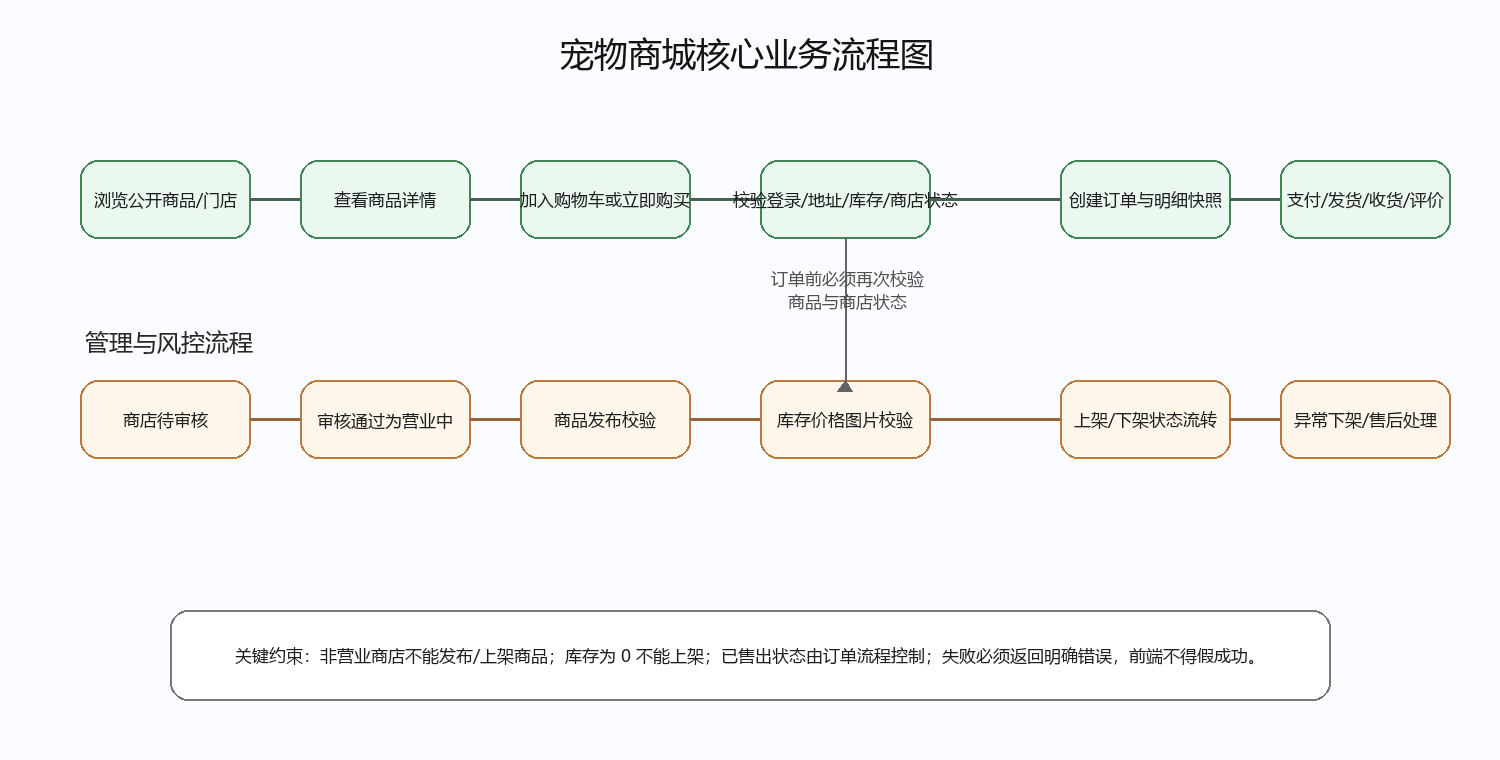 宠物商城核心业务流程图
浏览公开商品/门店
查看商品详情
加入购物车或立即购买
校验登录/地址/库存/商店状态
创建订单与明细快照
支付/发货/收货/评价
订单前必须再次校验
商品与商店状态
管理与风控流程
商店待审核
审核通过为营业中
商品发布校验
库存价格图片校验
上架/下架状态流转
异常下架/售后处理
关键约束：非营业商店不能发布/上架商品；库存为 0 不能上架；已售出状态由订单流程控制；失败必须返回明确错误，前端不得假成功。